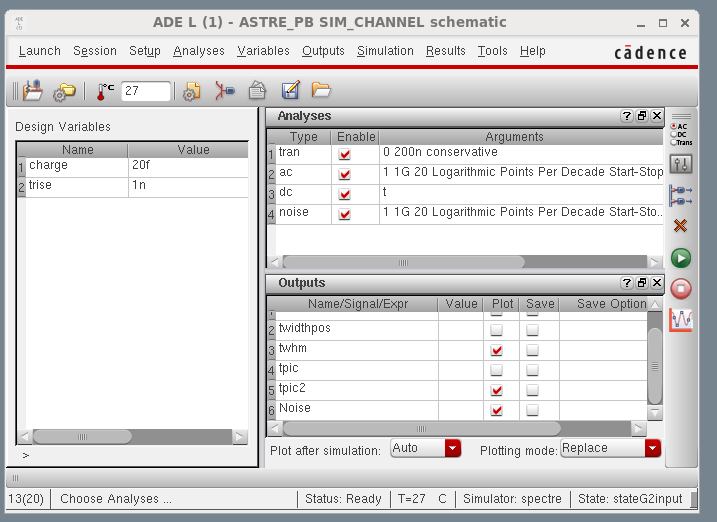 ADE L (1) - ASTRE_PB SIM_CHANNEL schematic
Launch Session Setup Analyses Variables Outputs Simulation Results Tools Help cādence
°C 27
Design Variables
Name Value
1 charge 20f
2 trise 1n
>
Analyses
Type Enable Arguments
1 tran 0 200n conservative
2 ac 1 1G 20 Logarithmic Points Per Decade Start-Stop
3 dc t
4 noise 1 1G 20 Logarithmic Points Per Decade Start-Sto...
AC
DC
Trans
Outputs
Name/Signal/Expr Value Plot Save Save Option
2 twidthpos
3 twhm
4 tpic
5 tpic2
6 Noise
Plot after simulation: Auto Plotting mode: Replace
13(20) Choose Analyses ... Status: Ready T=27 C Simulator: spectre State: stateG2input